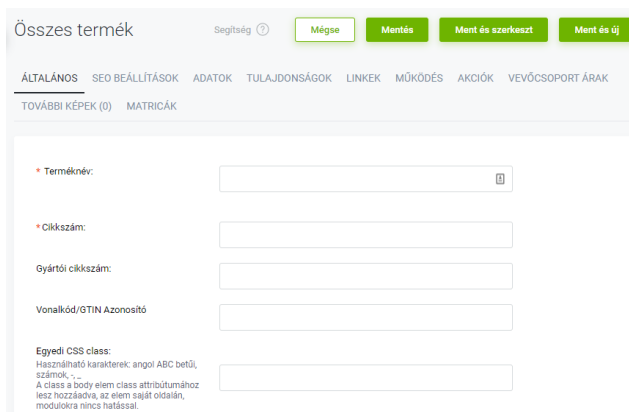 Összes termék Segítség ? Mégse Mentés Ment és szerkeszt Ment és új
ÁLTALÁNOS SEO BEÁLLÍTÁSOK ADATOK TULAJDONSÁGOK LINKEK MŰKÖDÉS AKCIÓK VEVŐCSOPORT ÁRAK
TOVÁBBI KÉPEK (0) MATRICÁK
* Terméknév:
* Cikkszám:
Gyártói cikkszám:
Vonalkód/GTIN Azonosító
Egyedi CSS class:
Használható karakterek: angol ABC betűi,
számok, -, _
A class a body elem class attribútumához
lesz hozzáadva, az elem saját oldalán,
modulokra nincs hatással.